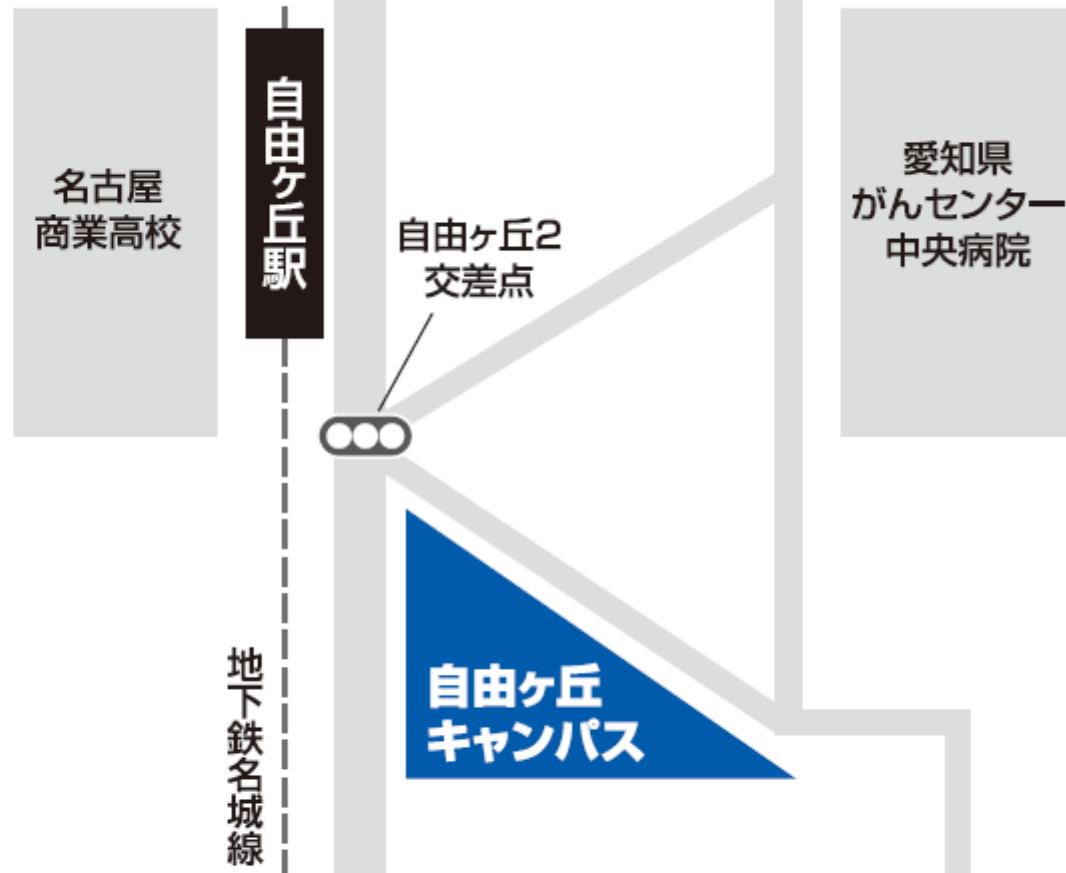 名古屋
商業高校
自由ヶ丘駅
自由ヶ丘2
交差点
愛知県
がんセンター
中央病院
自由ヶ丘
キャンパス
地下鉄名城線